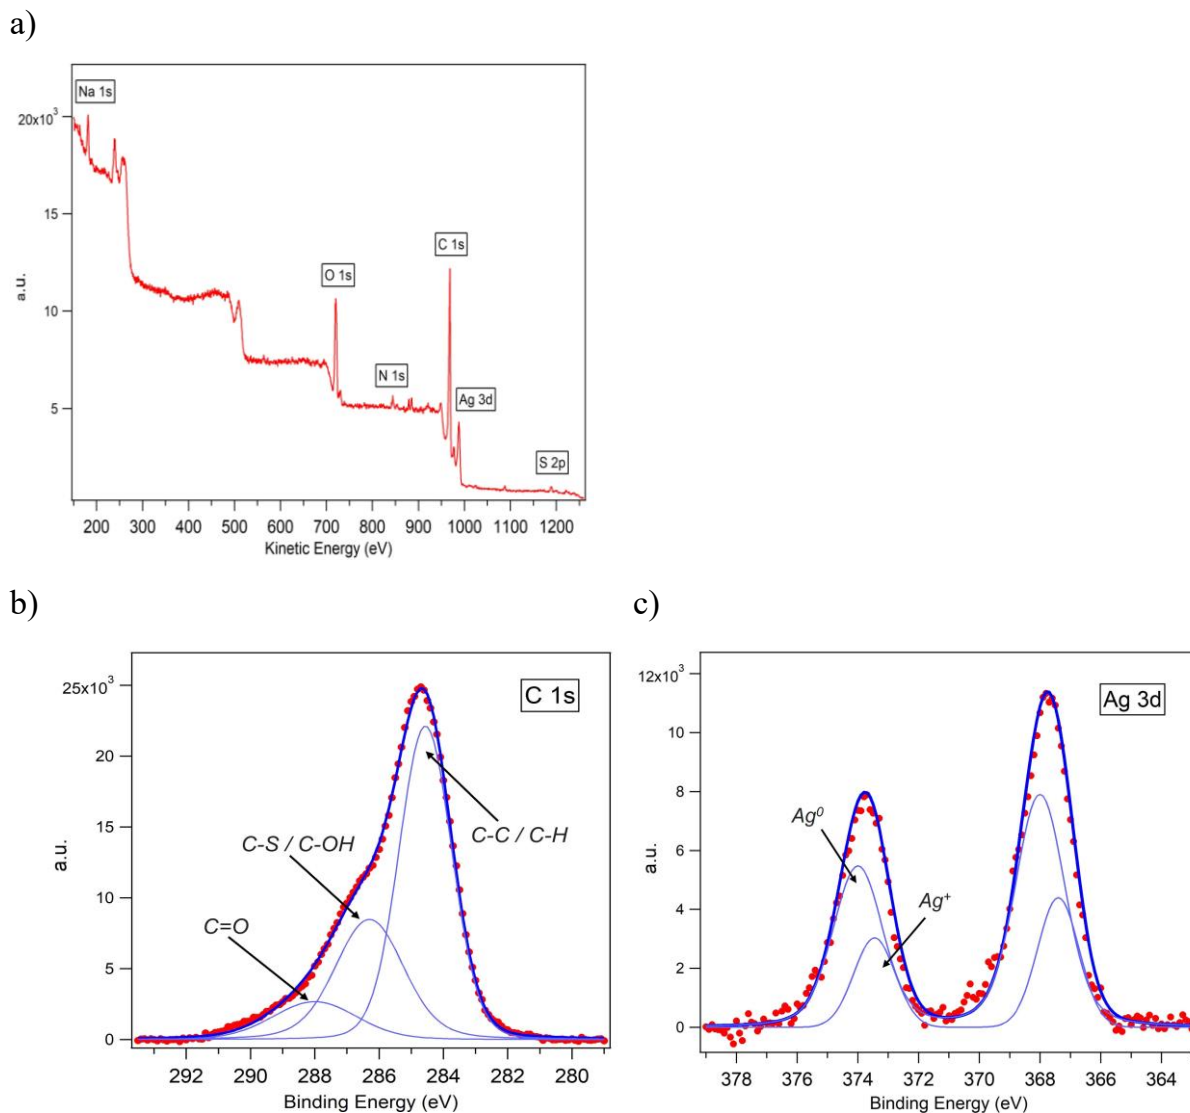 a)
Na 1s
20x10³
15
10
5
a.u.
O 1s
N 1s
C 1s
Ag 3d
S 2p
200 300 400 500 600 700 800 900 1000 1100 1200
Kinetic Energy (eV)
b)
25x10³
20
15
10
5
0
a.u.
C 1s
C-C / C-H
C-S / C-OH
C=O
292 290 288 286 284 282 280
Binding Energy (eV)
c)
12x10³
10
8
6
4
2
0
a.u.
Ag 3d
Ag⁰
Ag⁺
378 376 374 372 370 368 366 364
Binding Energy (eV)